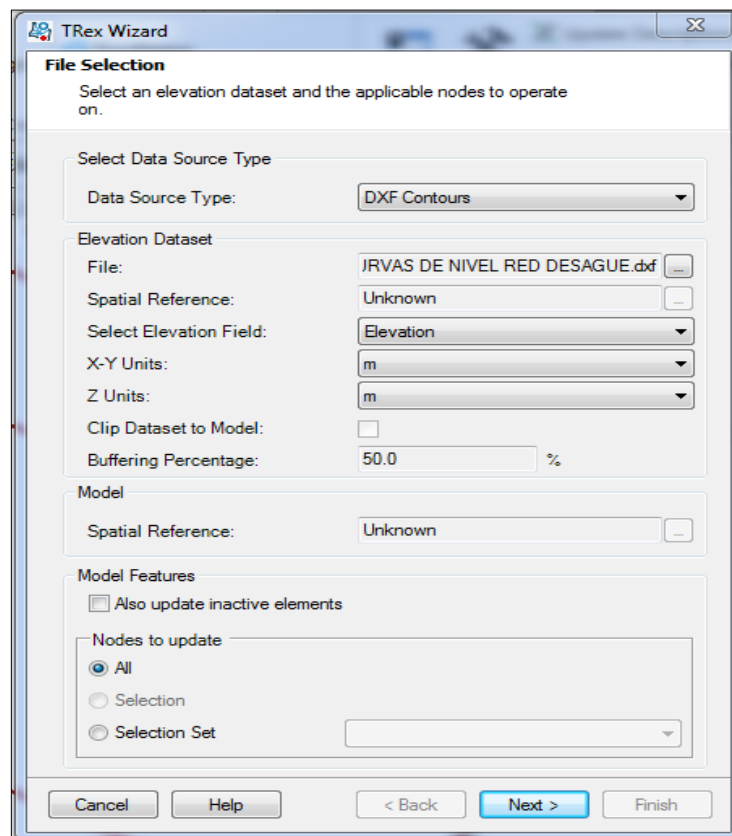 TRex Wizard
File Selection
Select an elevation dataset and the applicable nodes to operate
on.
Select Data Source Type
Data Source Type: DXF Contours
Elevation Dataset
File: JRVAS DE NIVEL RED DESAGUE.dxf ...
Spatial Reference: Unknown ...
Select Elevation Field: Elevation
X-Y Units: m
Z Units: m
Clip Dataset to Model:
Buffering Percentage: 50.0 %
Model
Spatial Reference: Unknown ...
Model Features
Also update inactive elements
Nodes to update
All
Selection
Selection Set
Cancel Help < Back Next > Finish